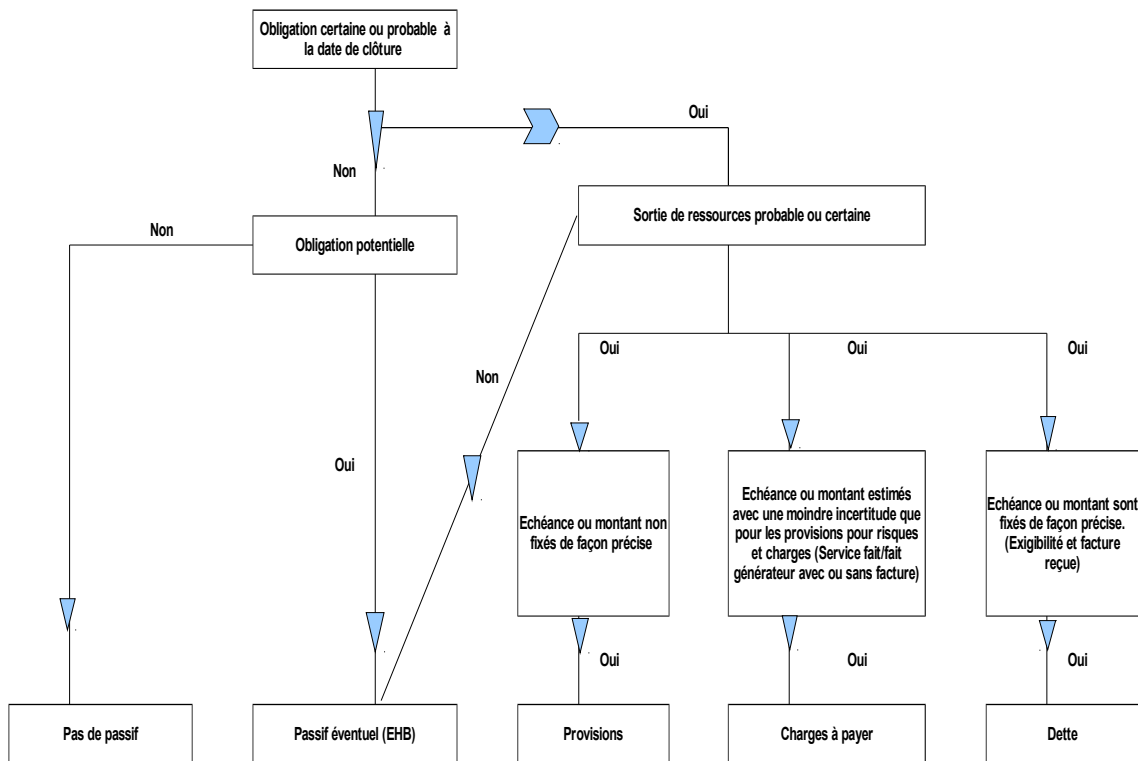 Obligation certaine ou probable à
la date de clôture
Oui
Non
Sortie de ressources probable ou certaine
Non
Obligation potentielle
Oui
Oui
Oui
Non
Oui
Echéance ou montant non
fixés de façon précise
Echéance ou montant estimés
avec une moindre incertitude que
pour les provisions pour risques
et charges (Service fait/fait
générateur avec ou sans facture)
Echéance ou montant sont
fixés de façon précise.
(Exigibilité et facture
reçue)
Oui
Oui
Oui
Pas de passif
Passif éventuel (EHB)
Provisions
Charges à payer
Dette